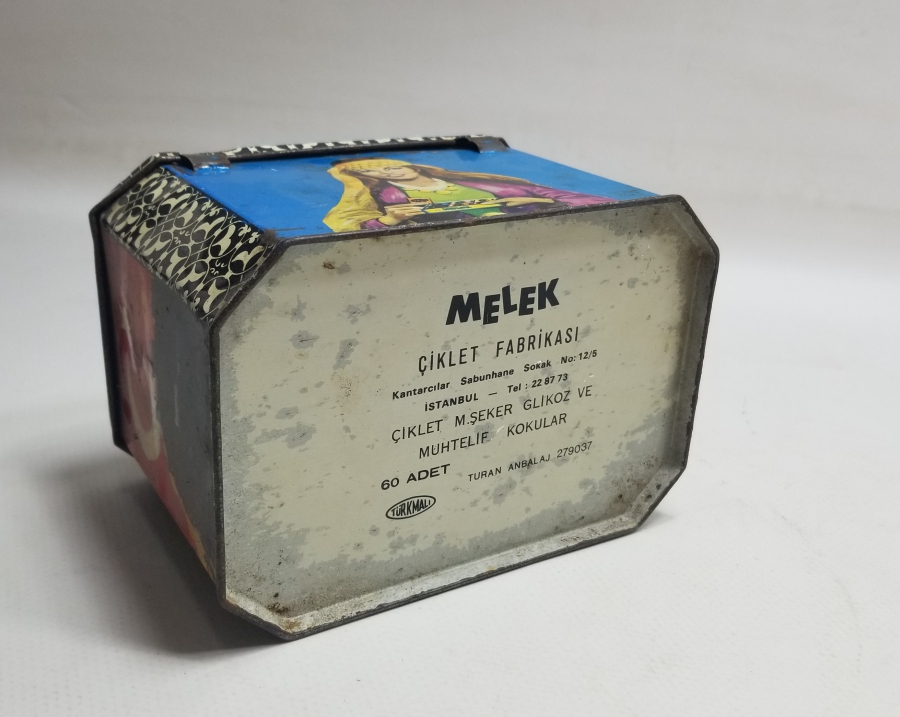 MELEK
ÇİKLET FABRİKASI
Kantarcılar Sabunhane Sokak No: 12/5
İSTANBUL — Tel : 22 87 73
ÇİKLET M.ŞEKER GLİKOZ VE
MUHTELİF KOKULAR
60 ADET TURAN ANBALAJ 279037
TÜRKMALI